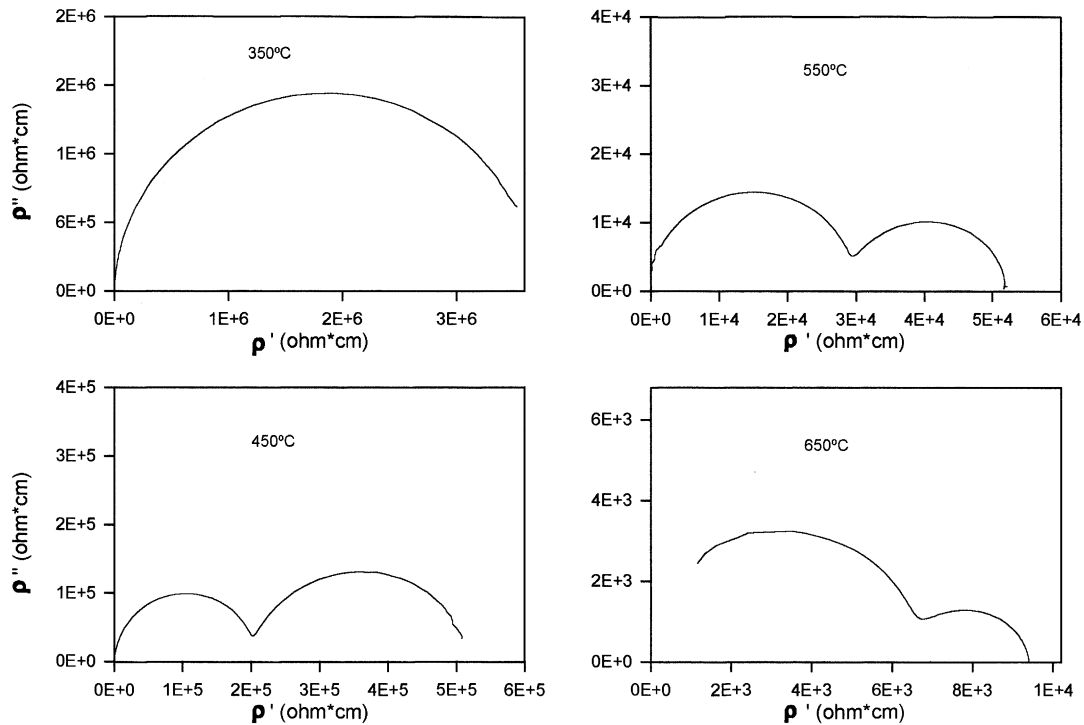 2E+6
350ºC
2E+6
1E+6
6E+5
0E+0
0E+0 1E+6 2E+6 3E+6
ρ'' (ohm*cm)
ρ ' (ohm*cm)
4E+4
550ºC
3E+4
2E+4
1E+4
0E+0
0E+0 1E+4 2E+4 3E+4 4E+4 5E+4 6E+4
ρ ' (ohm*cm)
4E+5
450ºC
3E+5
2E+5
1E+5
0E+0
0E+0 1E+5 2E+5 3E+5 4E+5 5E+5 6E+5
ρ'' (ohm*cm)
ρ ' (ohm*cm)
6E+3
650ºC
4E+3
2E+3
0E+0
0E+0 2E+3 4E+3 6E+3 8E+3 1E+4
ρ ' (ohm*cm)